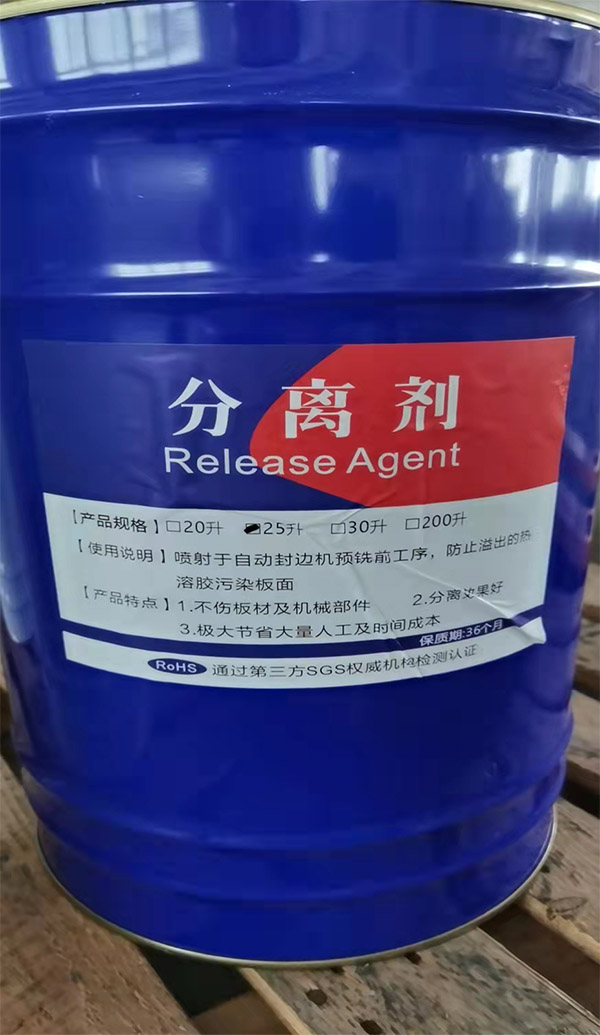 分离剂
Release Agent
【产品规格】□20升 ☑25升 □30升 □200升
【使用说明】喷射于自动封边机预铣前工序，防止溢出的热
溶胶污染板面
【产品特点】1.不伤板材及机械部件 2.分离效果好
3.极大节省大量人工及时间成本
保质期:36个月
RoHS 通过第三方SGS权威机构检测认证